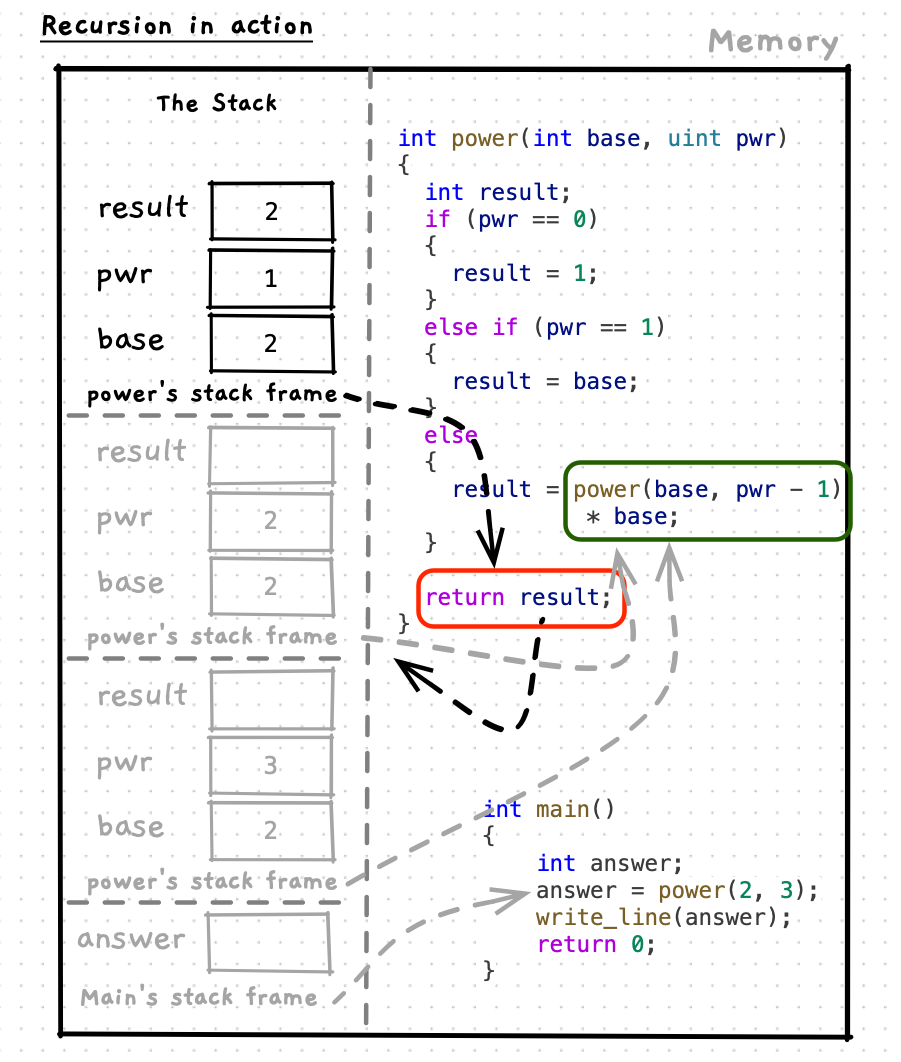 Recursion in action
Memory
The Stack
result 2
pwr 1
base 2
power's stack frame
result
pwr 2
base 2
power's stack frame
result
pwr 3
base 2
power's stack frame
answer
Main's stack frame
int power(int base, uint pwr)
{
int result;
if (pwr == 0)
{
result = 1;
}
else if (pwr == 1)
{
result = base;
}
else
{
result = power(base, pwr - 1)
* base;
}
return result;
}
int main()
{
int answer;
answer = power(2, 3);
write_line(answer);
return 0;
}